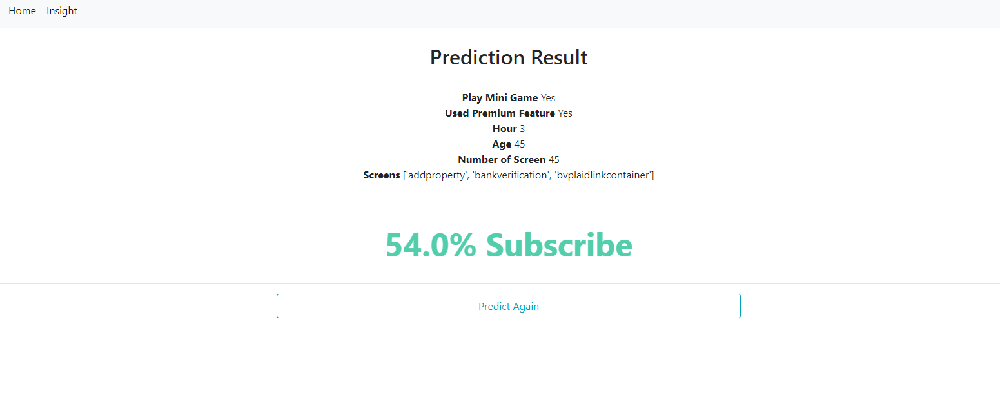 Home Insight
Prediction Result
Play Mini Game Yes
Used Premium Feature Yes
Hour 3
Age 45
Number of Screen 45
Screens ['addproperty', 'bankverification', 'bvplaidlinkcontainer']
54.0% Subscribe
Predict Again